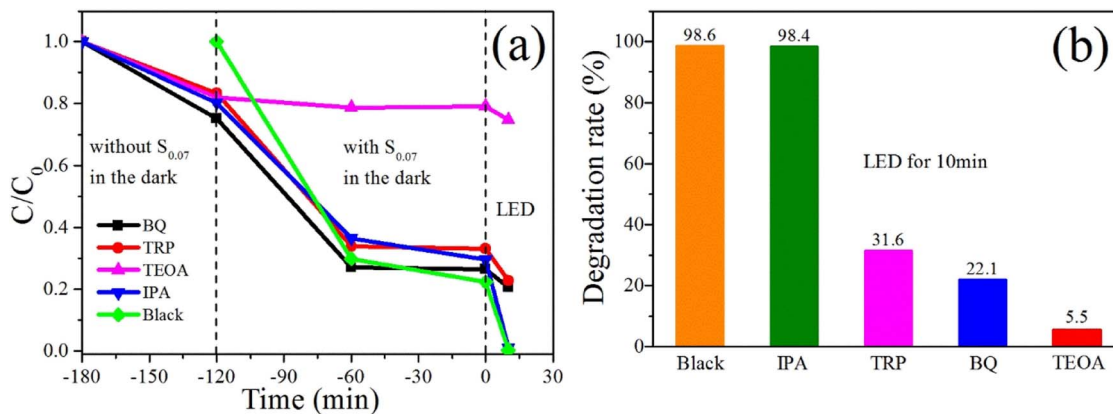 (a)
1.0
0.8
0.6
0.4
0.2
0.0
C/C0
without S0.07
in the dark
with S0.07
in the dark
LED
BQ
TRP
TEOA
IPA
Black
-180 -150 -120 -90 -60 -30 0 30
Time (min)
(b)
100
80
60
40
20
0
Degradation rate (%)
98.6
98.4
LED for 10min
31.6
22.1
5.5
Black IPA TRP BQ TEOA